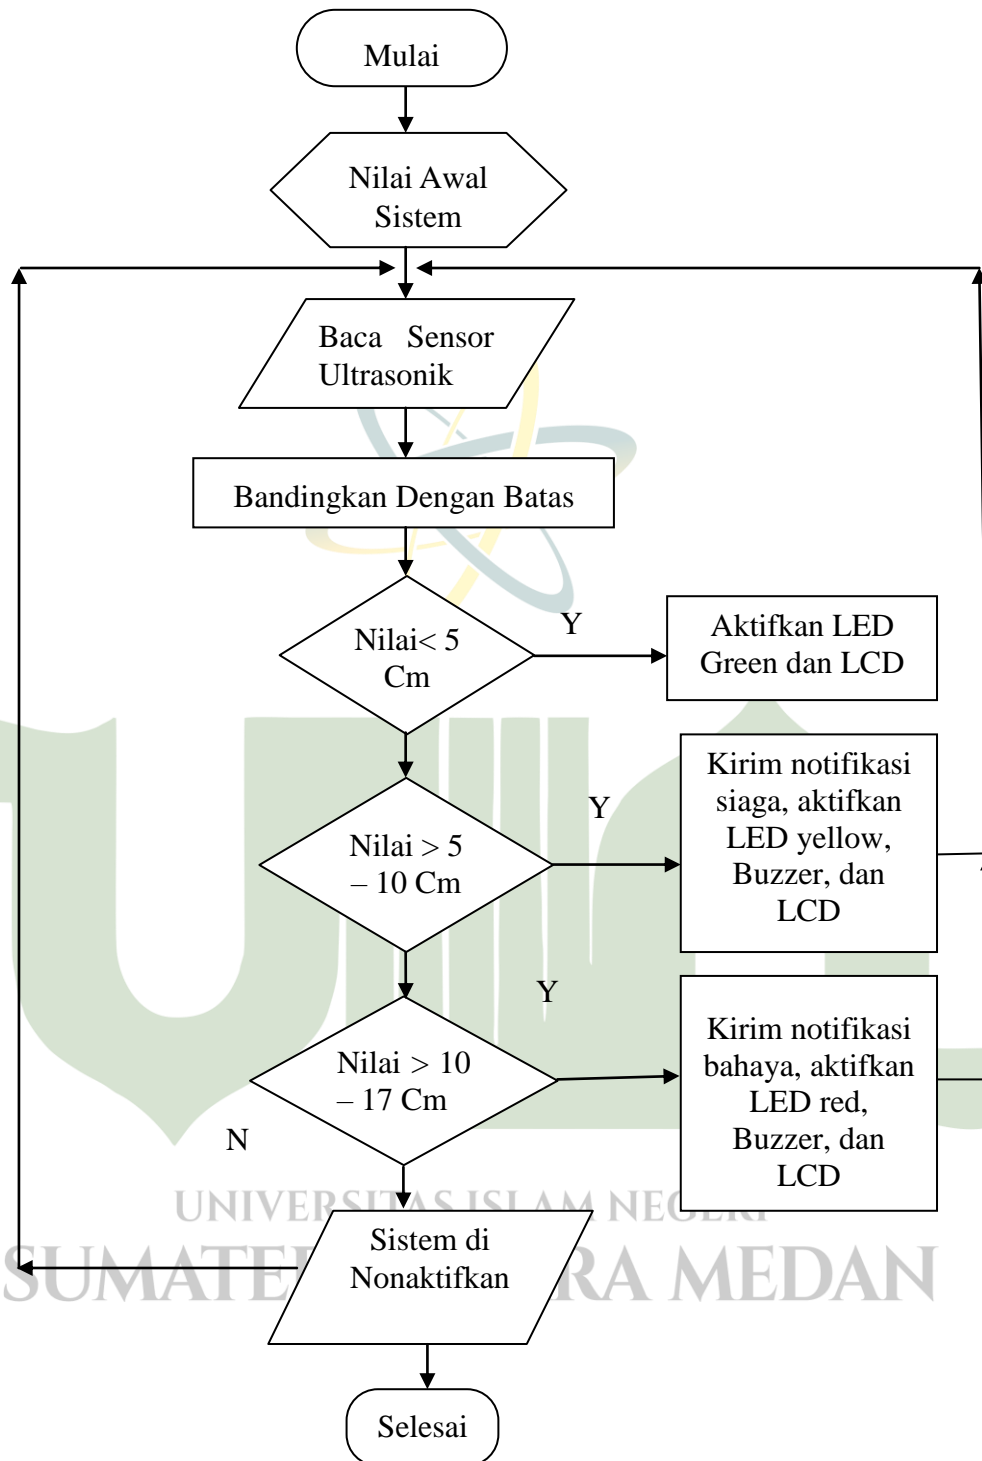 Mulai
Nilai Awal
Sistem
Baca Sensor
Ultrasonik
Bandingkan Dengan Batas
Nilai< 5
Cm
Y
Aktifkan LED
Green dan LCD
Nilai > 5
– 10 Cm
Y
Kirim notifikasi
siaga, aktifkan
LED yellow,
Buzzer, dan
LCD
Nilai > 10
– 17 Cm
Y
Kirim notifikasi
bahaya, aktifkan
LED red,
Buzzer, dan
LCD
N
UNIVERSITAS ISLAM NEGERI
Sistem di
Nonaktifkan
MEDAN
Selesai